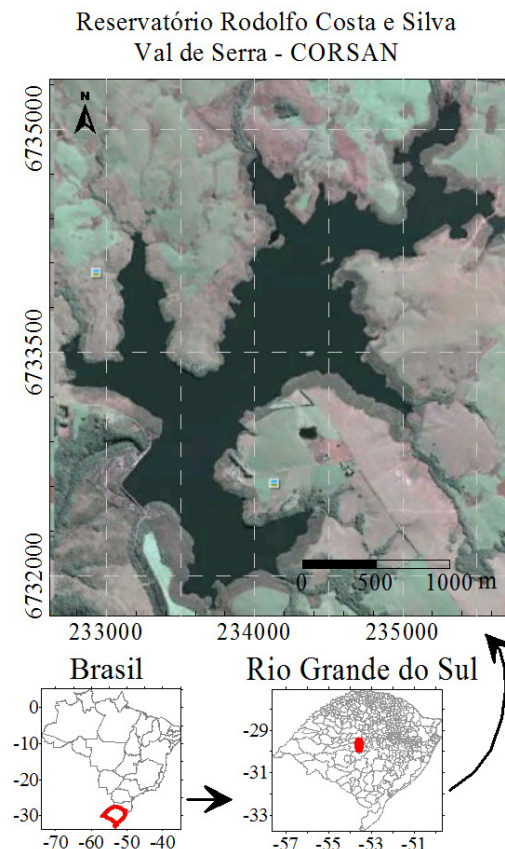 Reservatório Rodolfo Costa e Silva
Val de Serra - CORSAN
N
6735000
6733500
6732000
0 500 1000 m
233000 234000 235000
Brasil
0
-10
-20
-30
-70 -60 -50 -40
Rio Grande do Sul
-29
-31
-33
-57 -55 -53 -51